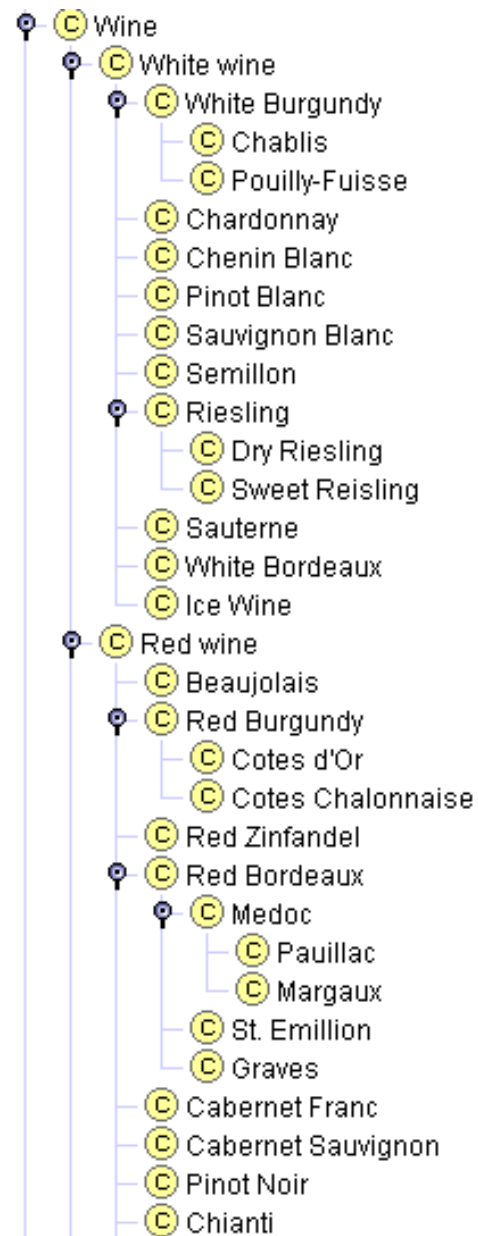 C Wine
C White wine
C White Burgundy
C Chablis
C Pouilly-Fuisse
C Chardonnay
C Chenin Blanc
C Pinot Blanc
C Sauvignon Blanc
C Semillon
C Riesling
C Dry Riesling
C Sweet Reisling
C Sauterne
C White Bordeaux
C Ice Wine
C Red wine
C Beaujolais
C Red Burgundy
C Cotes d'Or
C Cotes Chalonnaise
C Red Zinfandel
C Red Bordeaux
C Medoc
C Pauillac
C Margaux
C St. Emillion
C Graves
C Cabernet Franc
C Cabernet Sauvignon
C Pinot Noir
C Chianti